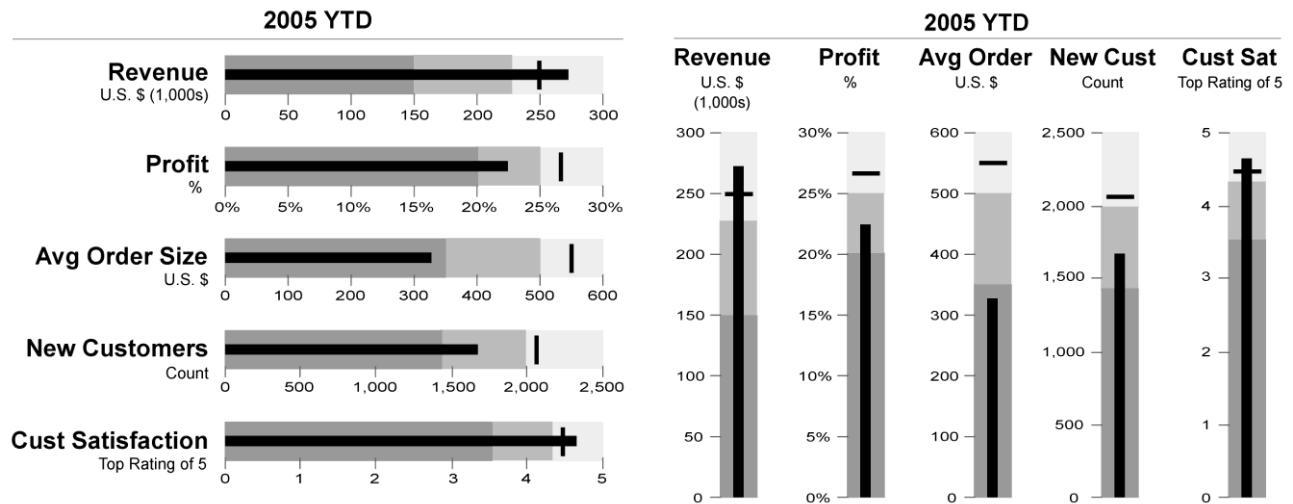 2005 YTD
Revenue
U.S. $ (1,000s)
0 50 100 150 200 250 300
Profit
%
0% 5% 10% 15% 20% 25% 30%
Avg Order Size
U.S. $
0 100 200 300 400 500 600
New Customers
Count
0 500 1,000 1,500 2,000 2,500
Cust Satisfaction
Top Rating of 5
0 1 2 3 4 5
2005 YTD
Revenue
U.S. $
(1,000s)
300
250
200
150
100
50
0
Profit
%
30%
25%
20%
15%
10%
5%
0%
Avg Order
U.S. $
600
500
400
300
200
100
0
New Cust
Count
2,500
2,000
1,500
1,000
500
0
Cust Sat
Top Rating of 5
5
4
3
2
1
0